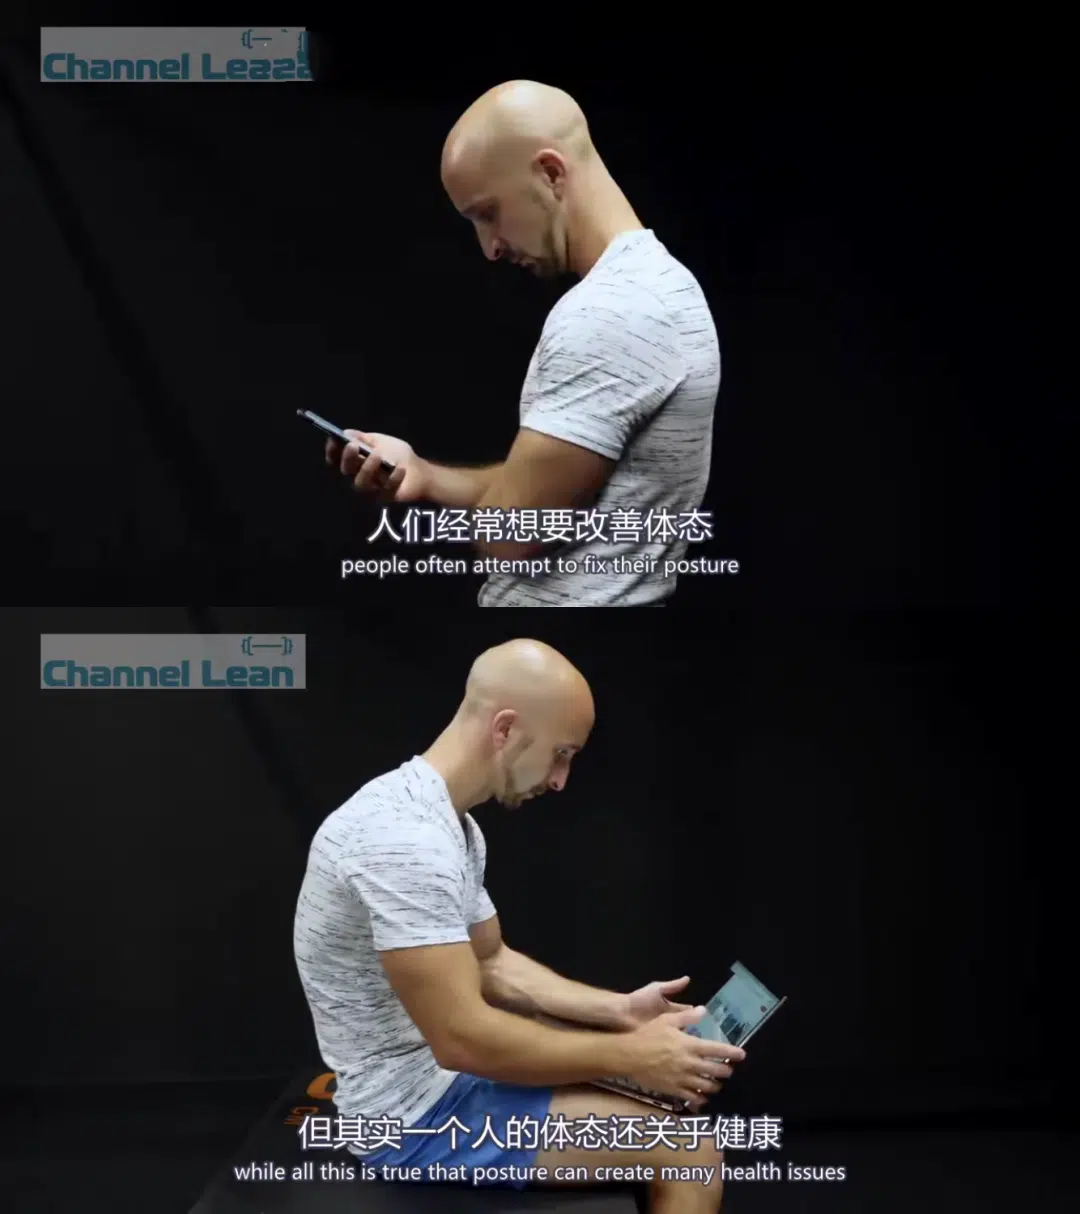 Channel Lean
人们经常想要改善体态
people often attempt to fix their posture
Channel Lean
但其实一个人的体态还关乎健康
while all this is true that posture can create many health issues